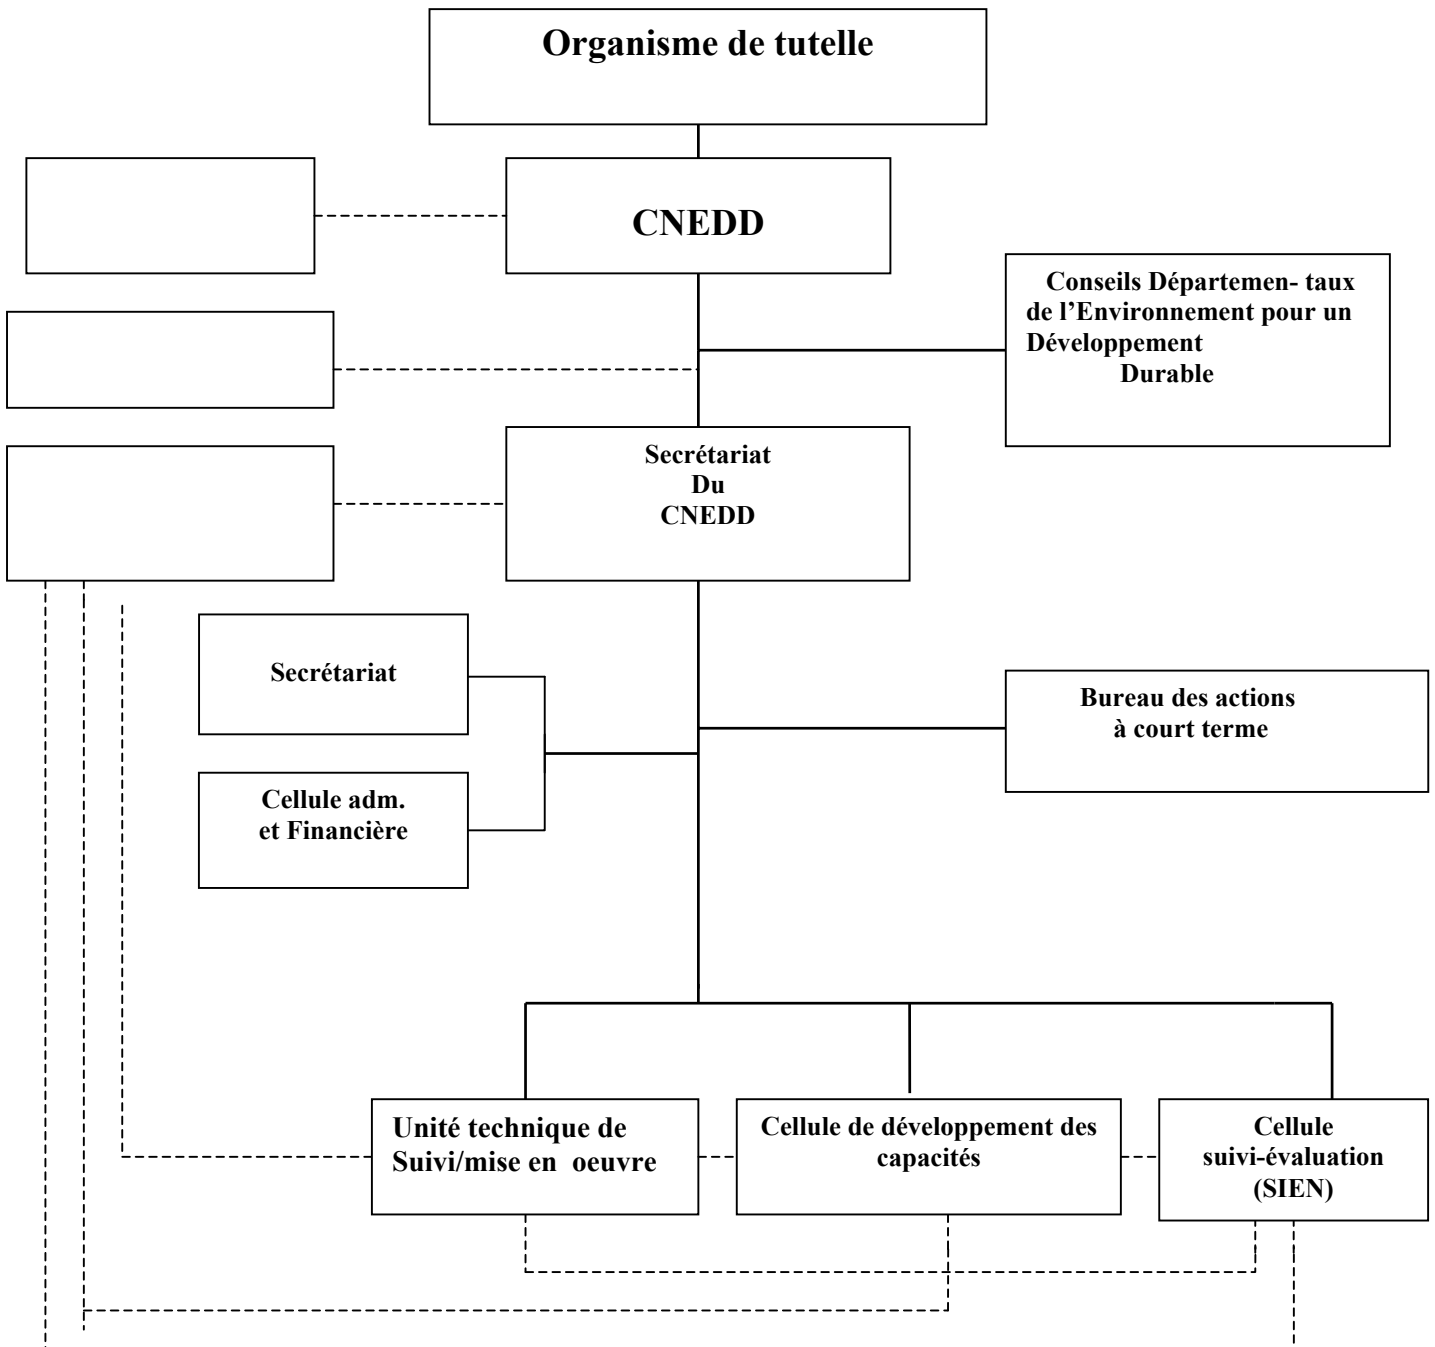 Organisme de tutelle
CNEDD
Conseils Départemen- taux
de l’Environnement pour un
Développement
Durable
Secrétariat
Du
CNEDD
Secrétariat
Bureau des actions
à court terme
Cellule adm.
et Financière
Unité technique de
Suivi/mise en oeuvre
Cellule de développement des
capacités
Cellule
suivi-évaluation
(SIEN)